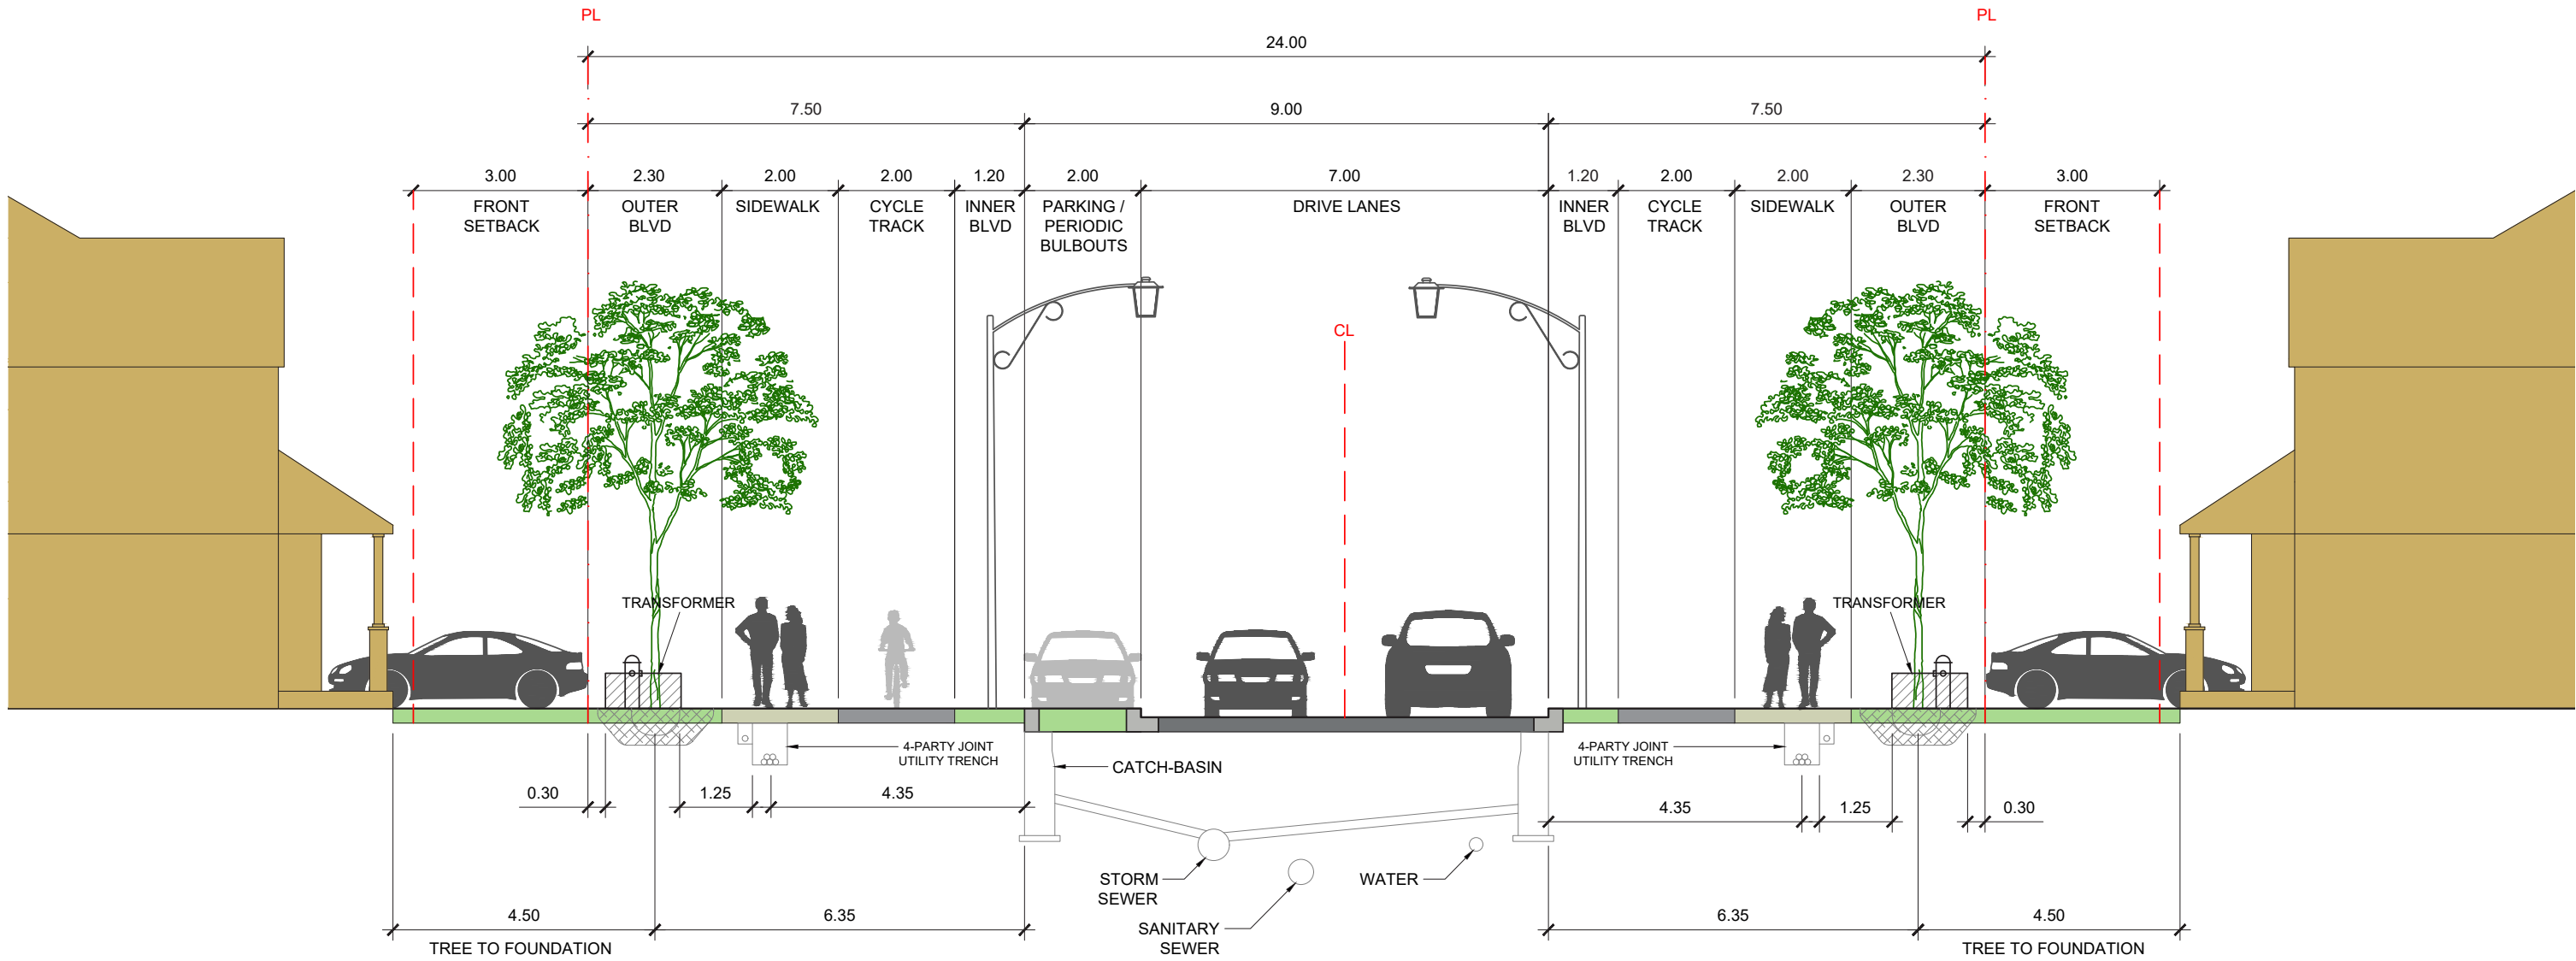 PL
PL
24.00
7.50
9.00
7.50
3.00
2.30
2.00
2.00
1.20
2.00
7.00
1.20
2.00
2.00
2.30
3.00
FRONT
SETBACK
OUTER
BLVD
SIDEWALK
CYCLE
TRACK
INNER
BLVD
PARKING /
PERIODIC
BULBOUTS
DRIVE LANES
INNER
BLVD
CYCLE
TRACK
SIDEWALK
OUTER
BLVD
FRONT
SETBACK
CL
TRANSFORMER
TRANSFORMER
4-PARTY JOINT
UTILITY TRENCH
CATCH-BASIN
4-PARTY JOINT
UTILITY TRENCH
0.30
1.25
4.35
4.35
1.25
0.30
STORM
SEWER
SANITARY
SEWER
WATER
4.50
6.35
6.35
4.50
TREE TO FOUNDATION
TREE TO FOUNDATION